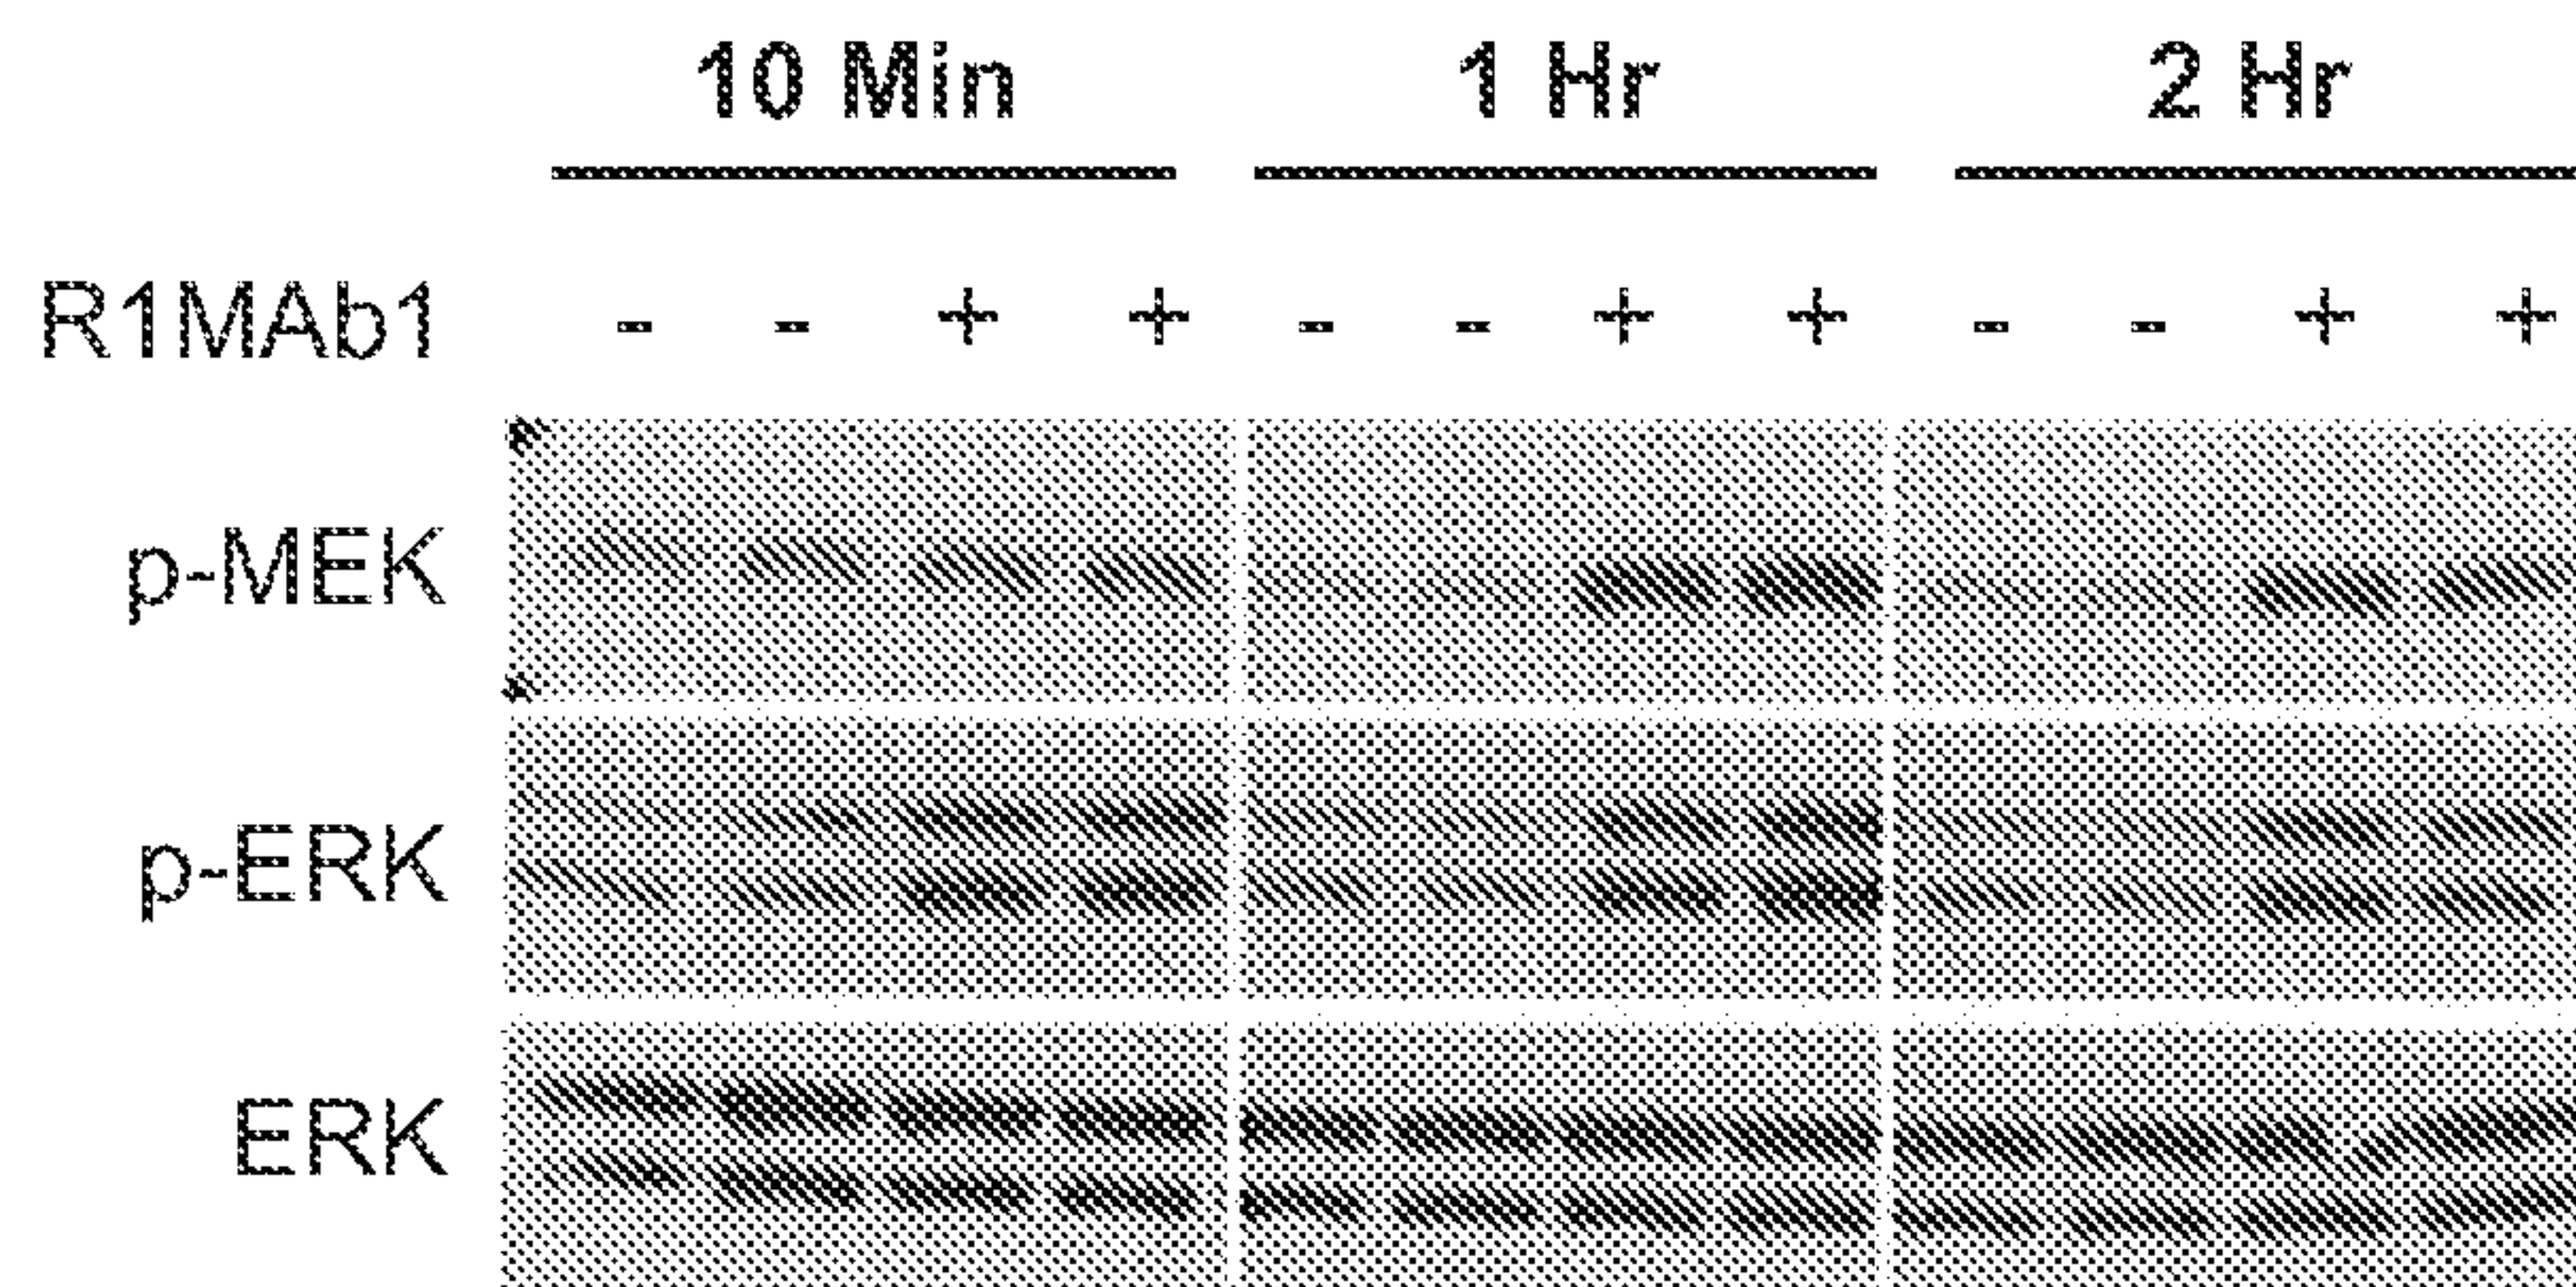 10 Min 1 Hr 2 Hr
R1MAb1 - - + + - - + + - - + +
p-MEK
p-ERK
ERK